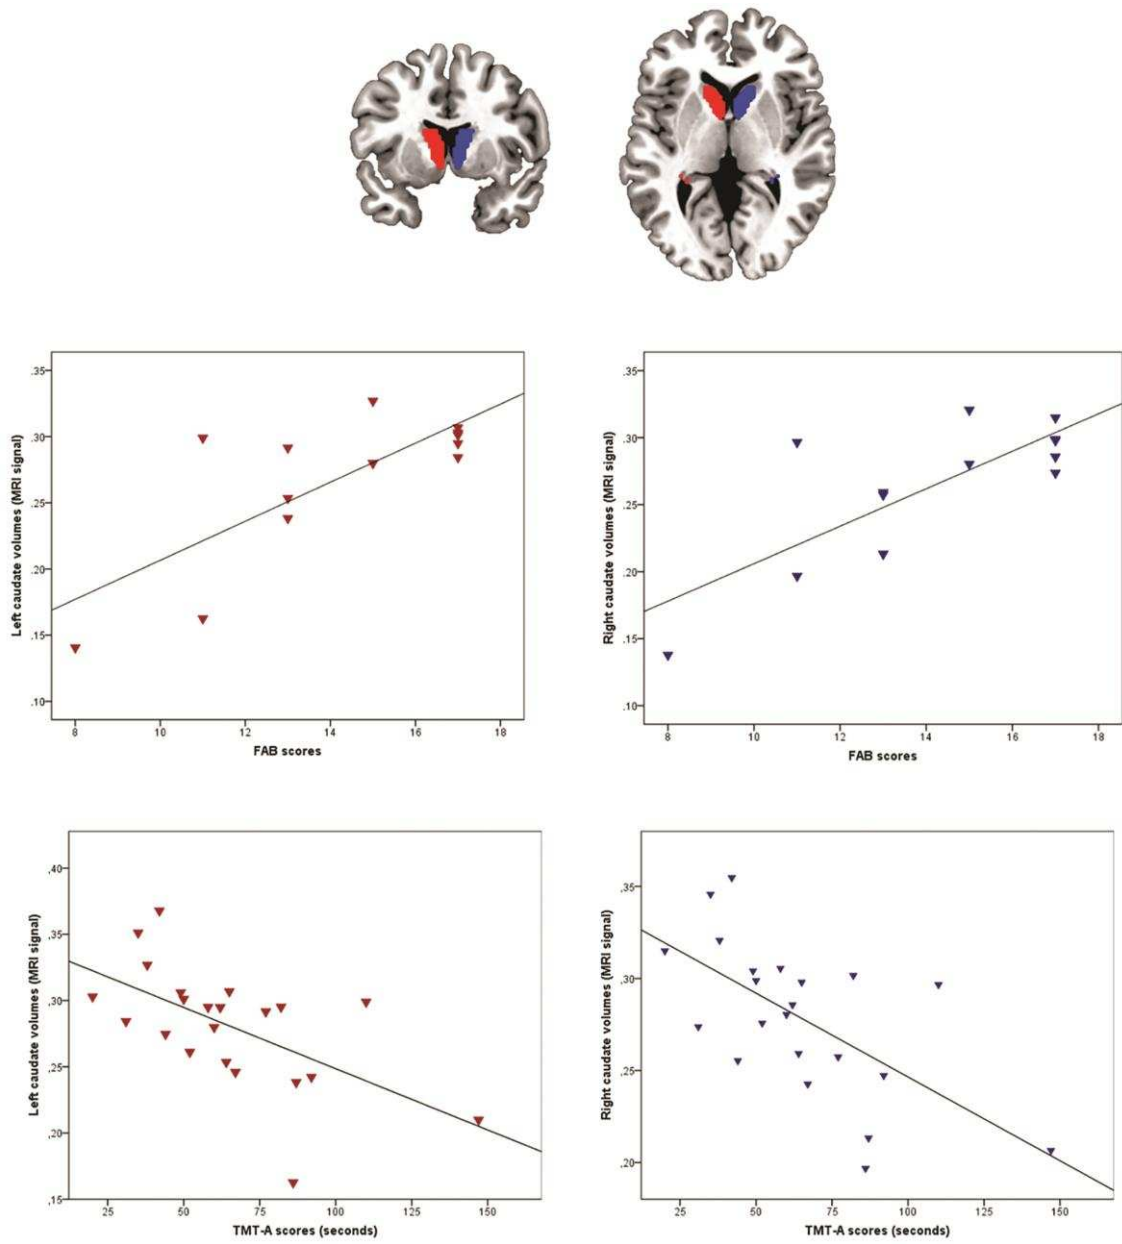 .35
.30
.25
.20
.15
.10
Left caudate volumes (MRI signal)
8 10 12 14 16 18
FAB scores
.35
.30
.25
.20
.15
.10
Right caudate volumes (MRI signal)
8 10 12 14 16 18
FAB scores
,40
,35
,30
,25
,20
,15
Left caudate volumes (MRI signal)
25 50 75 100 125 150
TMT-A scores (seconds)
,35
,30
,25
,20
Right caudate volumes (MRI signal)
25 50 75 100 125 150
TMT-A scores (seconds)